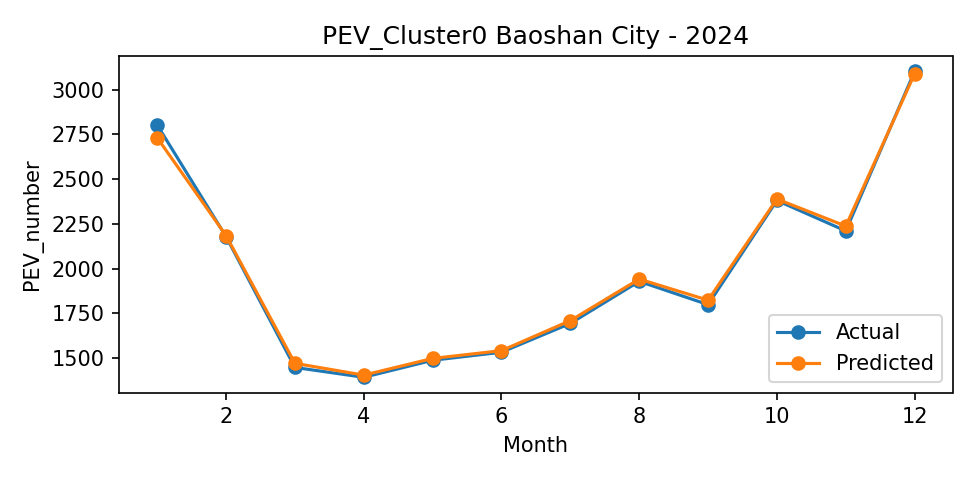 PEV_Cluster0 Baoshan City - 2024
PEV_number
3000
2750
2500
2250
2000
1750
1500
Actual
Predicted
2 4 6 8 10 12
Month